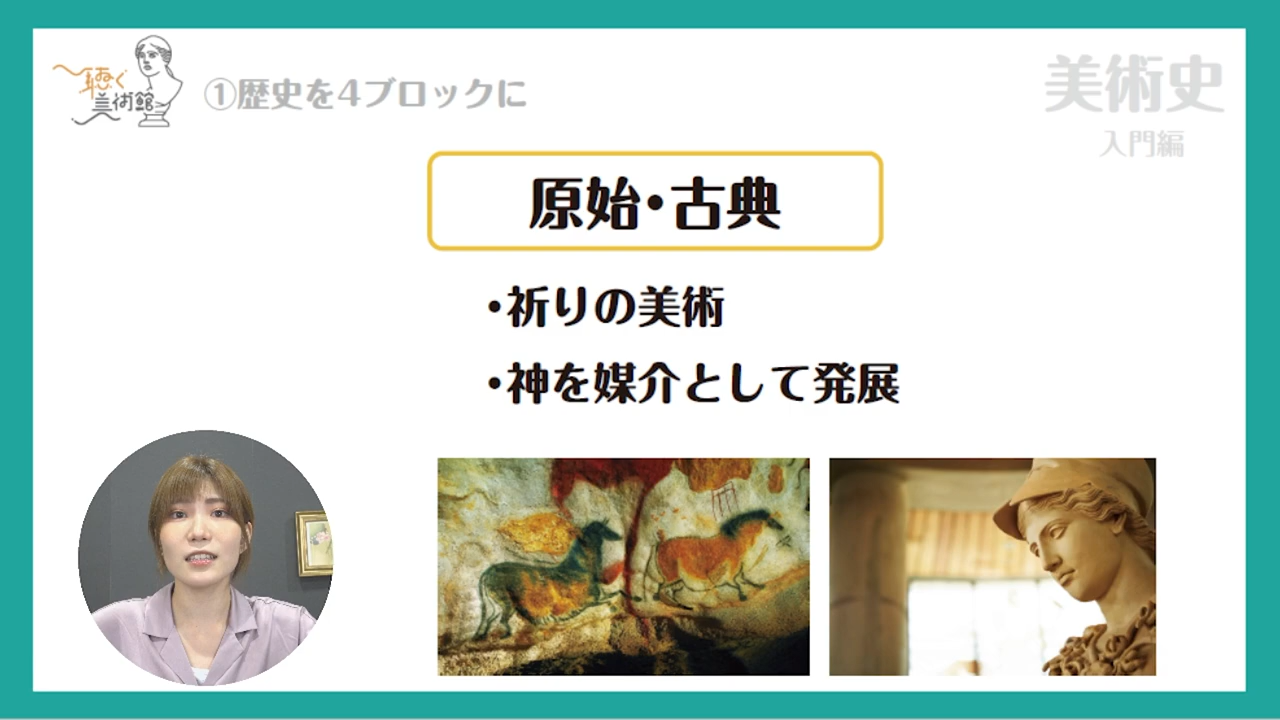 聴く
美術館
①歴史を4ブロックに
美術史
入門編
原始・古典
・祈りの美術
・神を媒介として発展